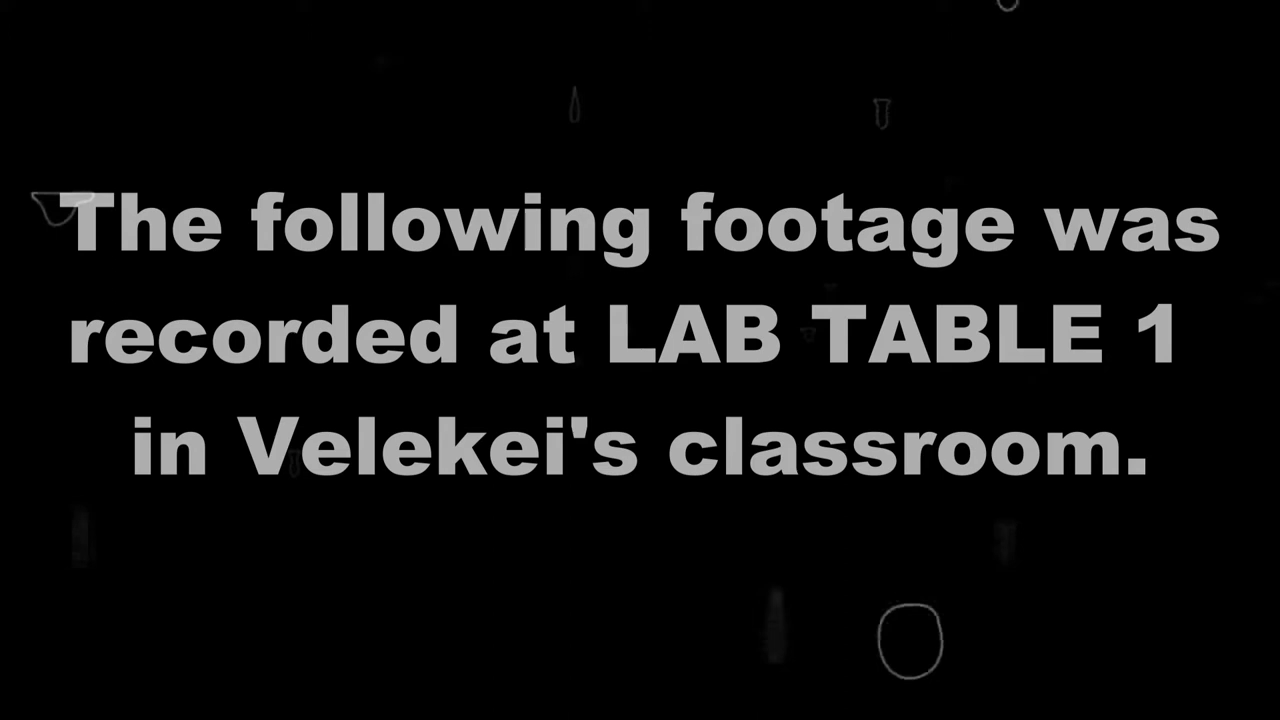 The following footage was
recorded at LAB TABLE 1
in Velekei's classroom.